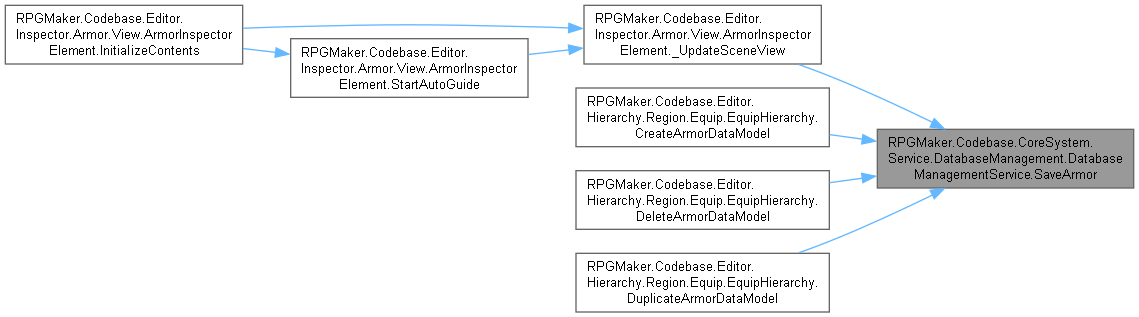 RPGMaker.Codebase.Editor.
Inspector.Armor.View.ArmorInspector
Element.InitializeContents
RPGMaker.Codebase.Editor.
Inspector.Armor.View.ArmorInspector
Element.StartAutoGuide
RPGMaker.Codebase.Editor.
Inspector.Armor.View.ArmorInspector
Element._UpdateSceneView
RPGMaker.Codebase.Editor.
Hierarchy.Region.Equip.EquipHierarchy.
CreateArmorDataModel
RPGMaker.Codebase.Editor.
Hierarchy.Region.Equip.EquipHierarchy.
DeleteArmorDataModel
RPGMaker.Codebase.Editor.
Hierarchy.Region.Equip.EquipHierarchy.
DuplicateArmorDataModel
RPGMaker.Codebase.CoreSystem.
Service.DatabaseManagement.Database
ManagementService.SaveArmor